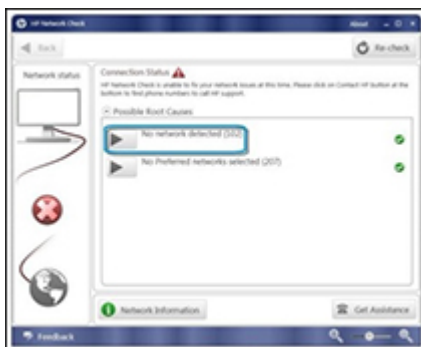 HP Network Check
About
Back
Re-check
Network status
Connection Status
HP Network Check is unable to fix your network issues at this time. Please click on Contact HP button at the
bottom to find phone numbers to call HP support.
Possible Root Causes
No network detected (102)
No Preferred networks selected (207)
Network Information
Get Assistance
Feedback